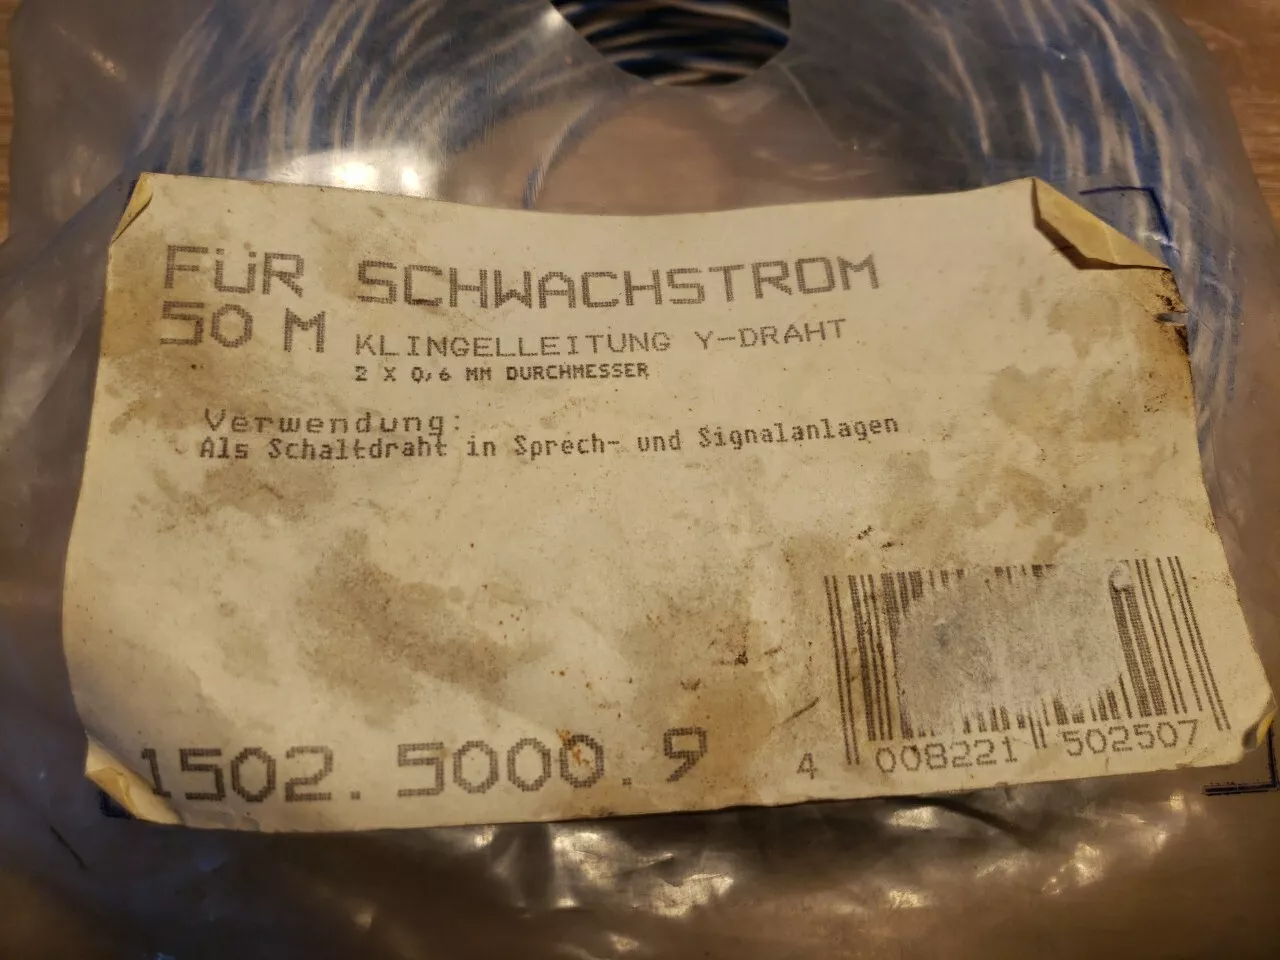 FÜR SCHWACHSTROM
50 M KLINGELLEITUNG Y-DRAHT
2 X 0,6 MM DURCHMESSER
Verwendung:
Als Schaltdraht in Sprech- und Signalanlagen
1502.5000.9
4 008221 502507